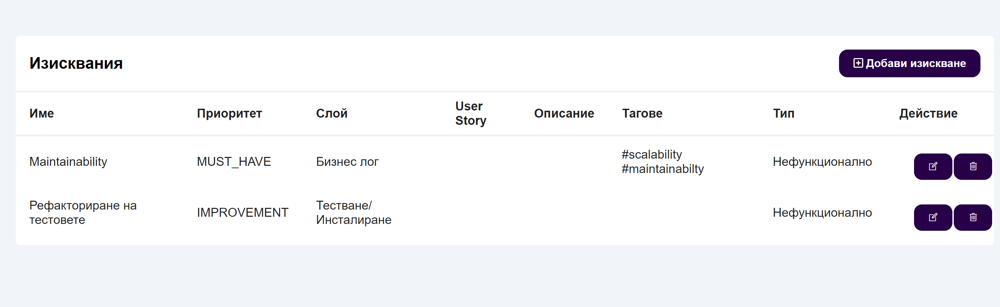 Изисквания
Добави изискване
Име Приоритет Слой User Story Описание Тагове Тип Действие
Maintainability MUST_HAVE Бизнес лог #scalability #maintainabilty Нефункционално
Рефакториране на тестовете IMPROVEMENT Тестване/ Инсталиране Нефункционално